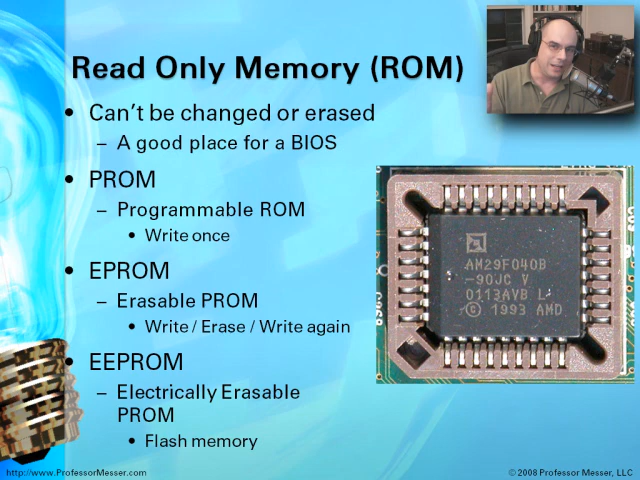 Read Only Memory (ROM)
• Can't be changed or erased
– A good place for a BIOS
• PROM
– Programmable ROM
• Write once
• EPROM
– Erasable PROM
• Write / Erase / Write again
• EEPROM
– Electrically Erasable
PROM
• Flash memory
AM29F040B
-90JC V
0113AVB L
© 1993 AMD
http://www.ProfessorMesser.com
© 2008 Professor Messer, LLC